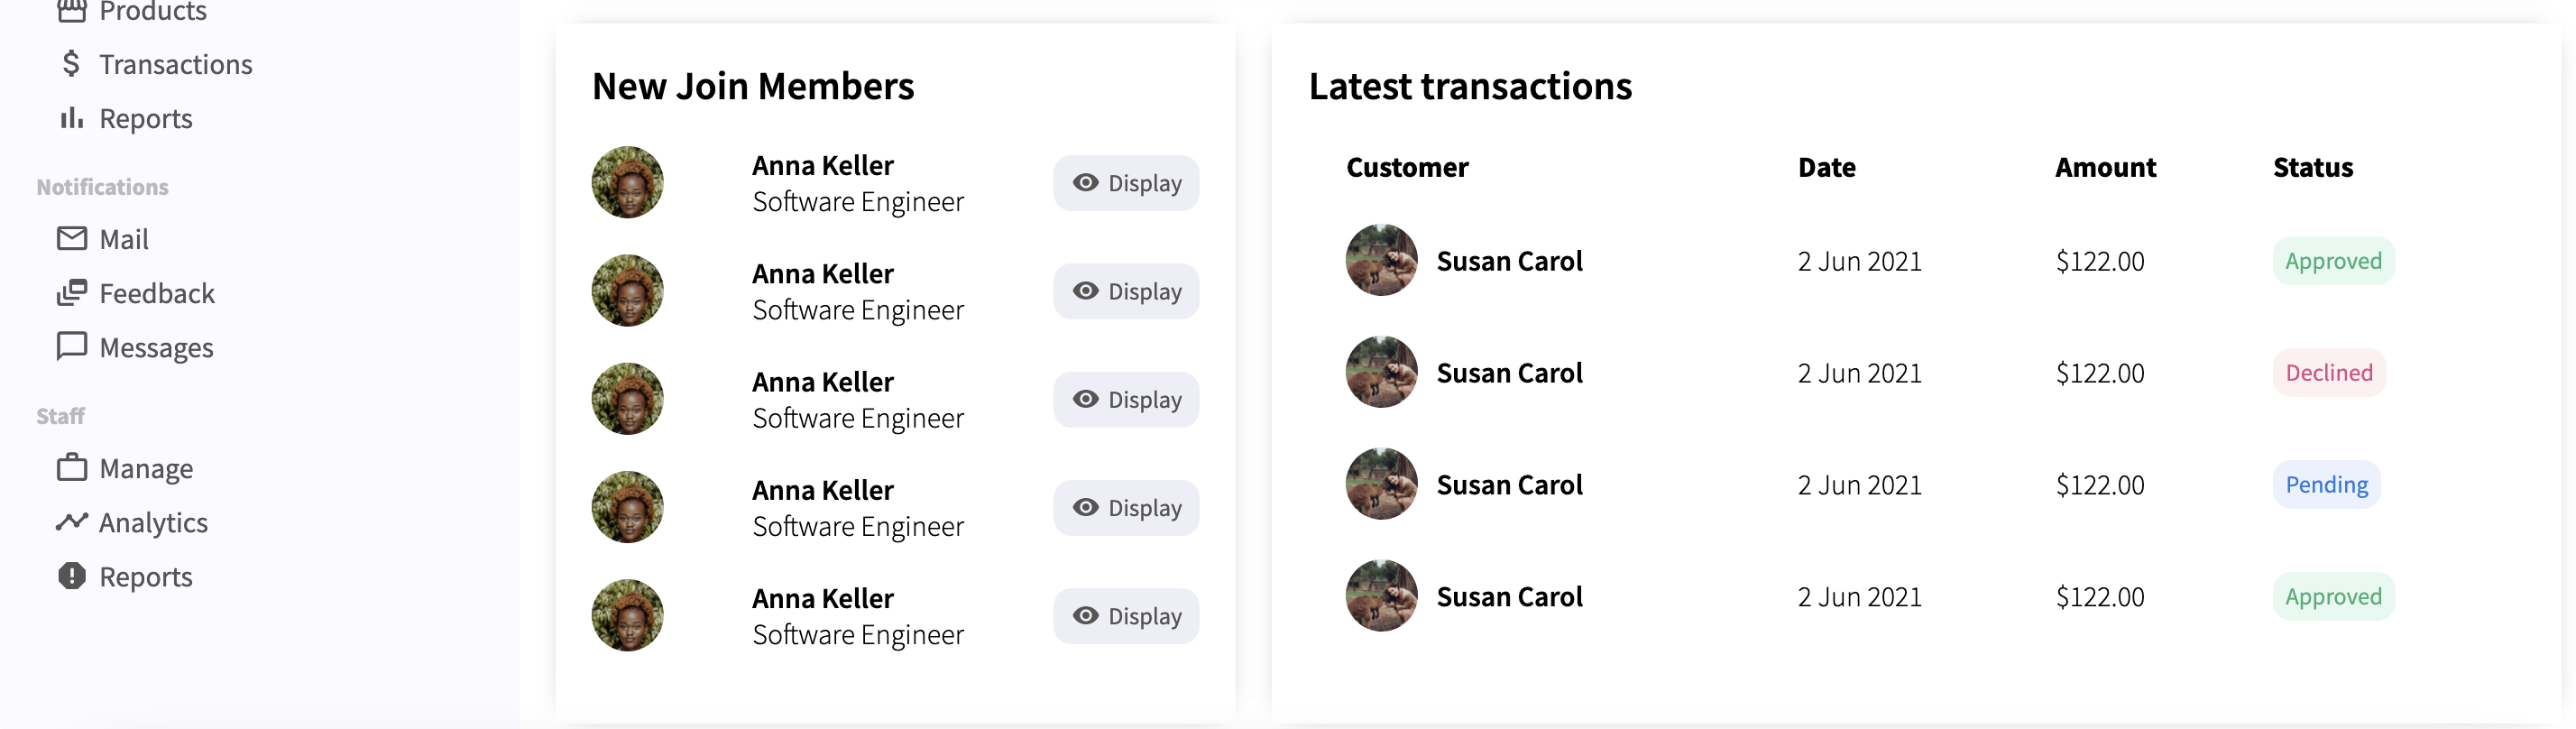 Products
Transactions
Reports
Notifications
Mail
Feedback
Messages
Staff
Manage
Analytics
Reports
New Join Members
Anna Keller
Software Engineer
Display
Anna Keller
Software Engineer
Display
Anna Keller
Software Engineer
Display
Anna Keller
Software Engineer
Display
Anna Keller
Software Engineer
Display
Latest transactions
Customer Date Amount Status
Susan Carol 2 Jun 2021 $122.00 Approved
Susan Carol 2 Jun 2021 $122.00 Declined
Susan Carol 2 Jun 2021 $122.00 Pending
Susan Carol 2 Jun 2021 $122.00 Approved